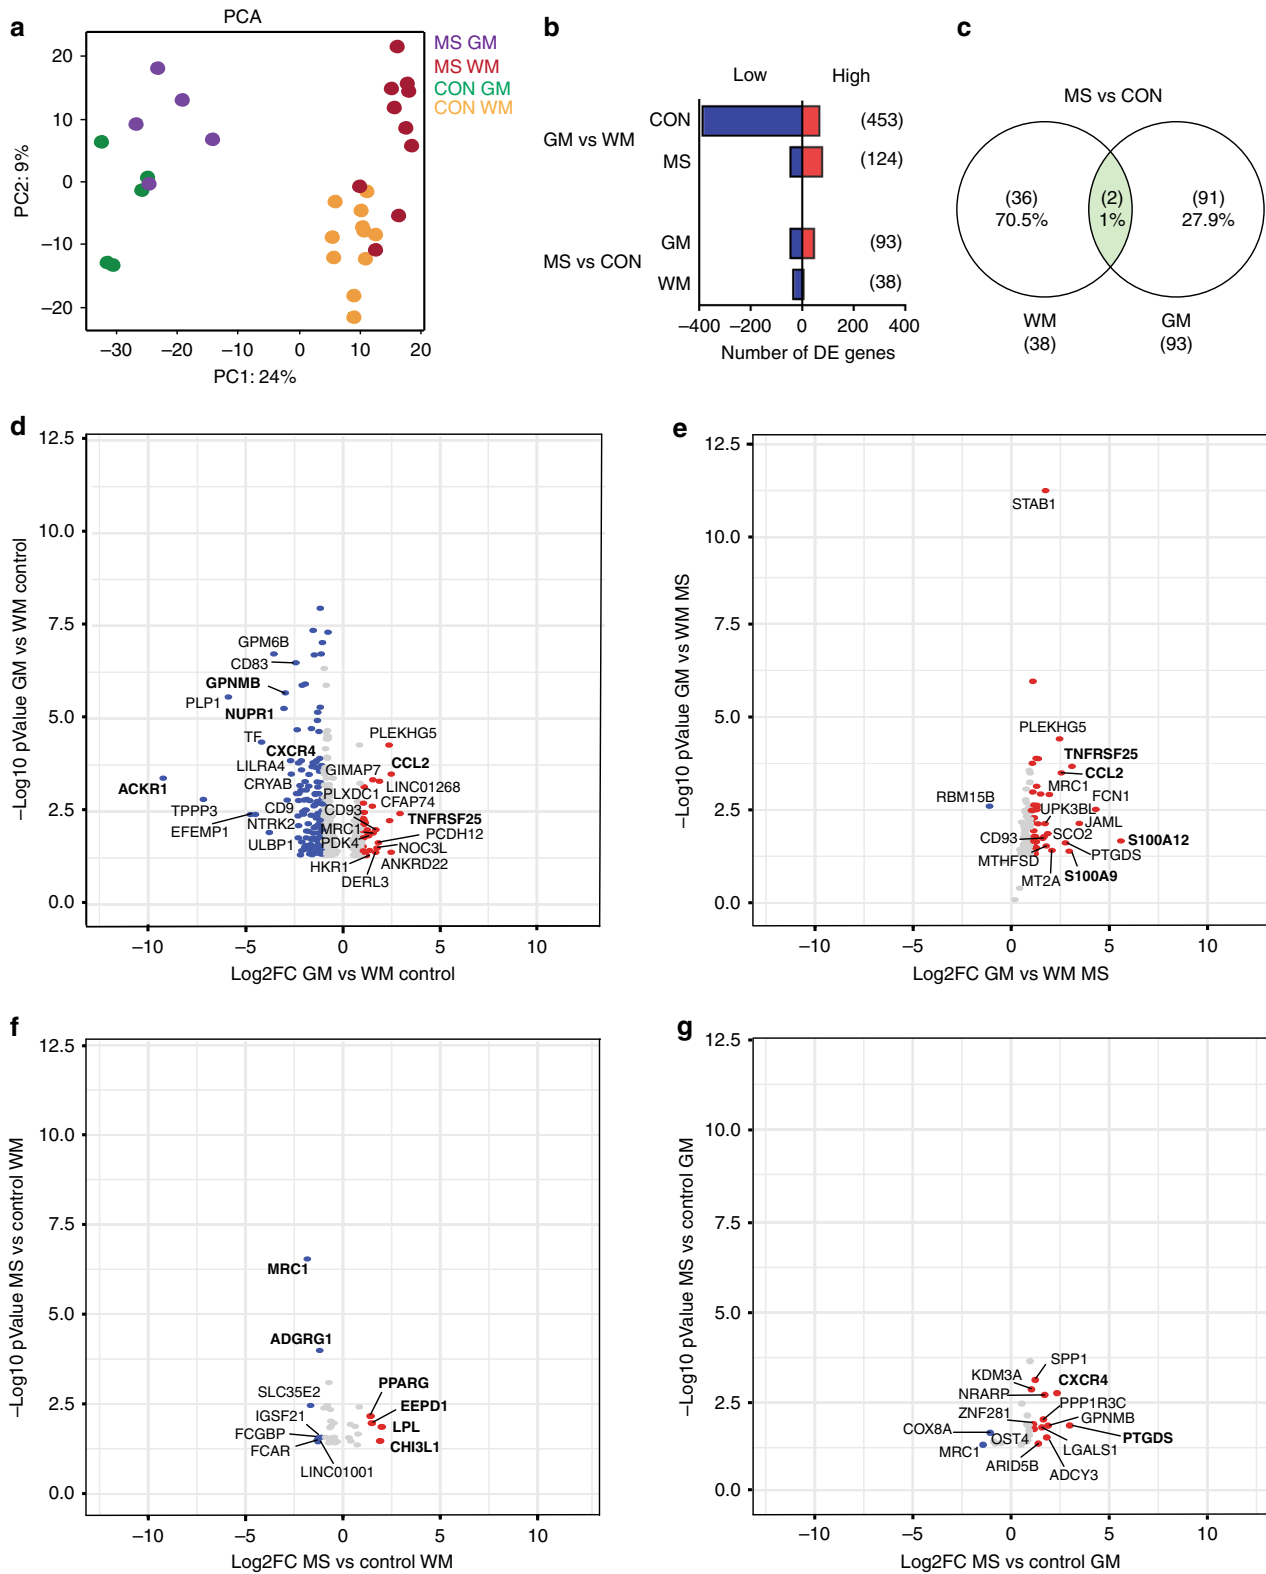 a
PCA
MS GM
MS WM
CON GM
CON WM
20
10
0
−10
−20
PC2: 9%
−30
−20
−10
0
10
20
PC1: 24%
b
Low
High
GM vs WM
CON
(453)
MS
(124)
MS vs CON
GM
(93)
WM
(38)
−400
−200
0
200
400
Number of DE genes
c
MS vs CON
(36)
70.5%
(2)
1%
(91)
27.9%
WM
(38)
GM
(93)
d
12.5
10.0
7.5
5.0
2.5
0.0
−Log10 pValue GM vs WM control
GPM6B
CD83
GPNMB
PLP1
NUPR1
TF
CXCR4
LILRA4
ACKR1
CRYAB
TPPP3
CD9
EFEMP1
NTRK2
ULBP1
PLEKHG5
CCL2
GIMAP7
LINC01268
PLXDC1
CFAP74
CD93
TNFRSF25
MRC1
PCDH12
PDK4
NOC3L
HKR1
ANKRD22
DERL3
−10
−5
0
5
10
Log2FC GM vs WM control
e
12.5
10.0
7.5
5.0
2.5
0.0
−Log10 pValue GM vs WM MS
STAB1
PLEKHG5
TNFRSF25
CCL2
MRC1
RBM15B
FCN1
UPK3BL
JAML
CD93
SCO2
S100A12
MTHFSD
PTGDS
MT2A
S100A9
−10
−5
0
5
10
Log2FC GM vs WM MS
f
12.5
10.0
7.5
5.0
2.5
0.0
−Log10 pValue MS vs control WM
MRC1
ADGRG1
SLC35E2
PPARG
IGSF21
EEPD1
FCGBP
LPL
FCAR
CHI3L1
LINC01001
−10
−5
0
5
10
Log2FC MS vs control WM
g
12.5
10.0
7.5
5.0
2.5
0.0
−Log10 pValue MS vs control GM
SPP1
KDM3A
CXCR4
NRARP
PPP1R3C
ZNF281
GPNMB
COX8A
OST4
PTGDS
MRC1
LGALS1
ARID5B
ADCY3
−10
−5
0
5
10
Log2FC MS vs control GM